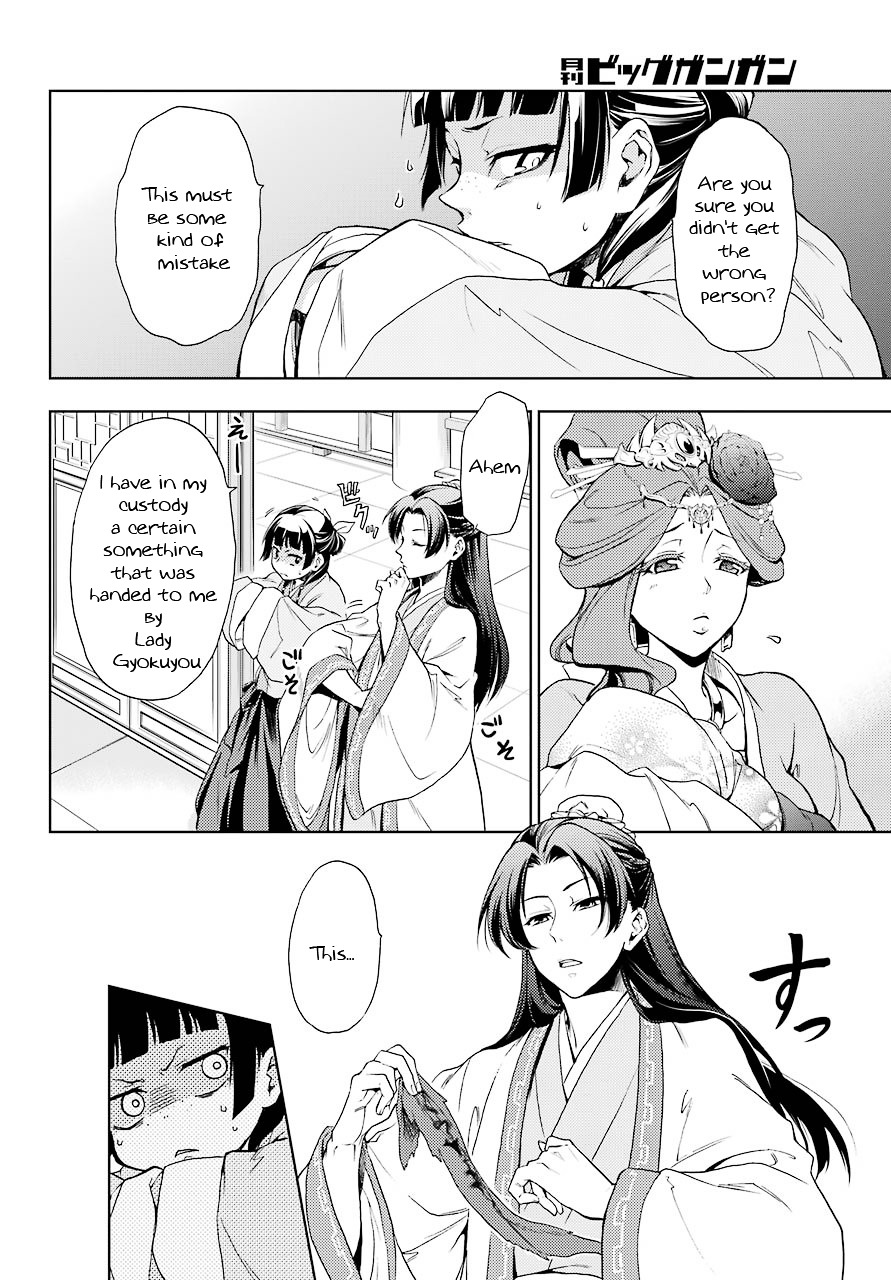 月刊ビッグガンガン
Are you
sure you
didn't get
the
wrong
person?
This must
be some
kind of
mistake
Ahem
ビクッ
えー
I have in my
custody
a certain
something
that was
handed to me
by
Lady
Gyokuyou
ごそ
ごそ
すっ
This...